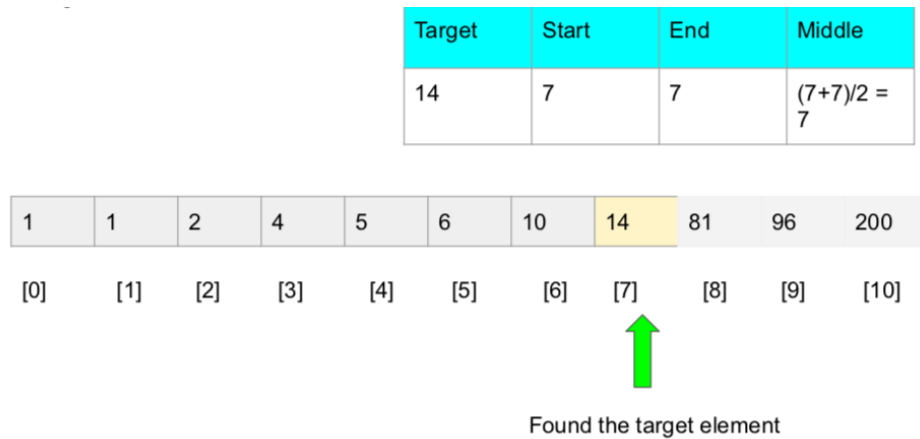 Target Start End Middle
14 7 7 (7+7)/2 =
7
1 1 2 4 5 6 10 14 81 96 200
[0] [1] [2] [3] [4] [5] [6] [7] [8] [9] [10]
Found the target element